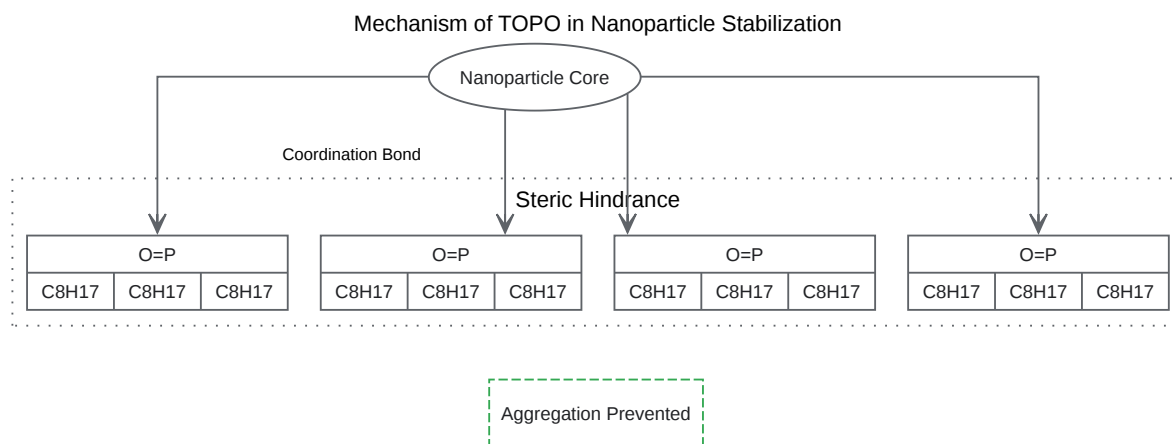 Mechanism of TOPO in Nanoparticle Stabilization
Nanoparticle Core
Coordination Bond
Steric Hindrance
O=P O=P O=P O=P
C8H17 C8H17 C8H17 C8H17 C8H17 C8H17 C8H17 C8H17 C8H17 C8H17 C8H17 C8H17
Aggregation Prevented